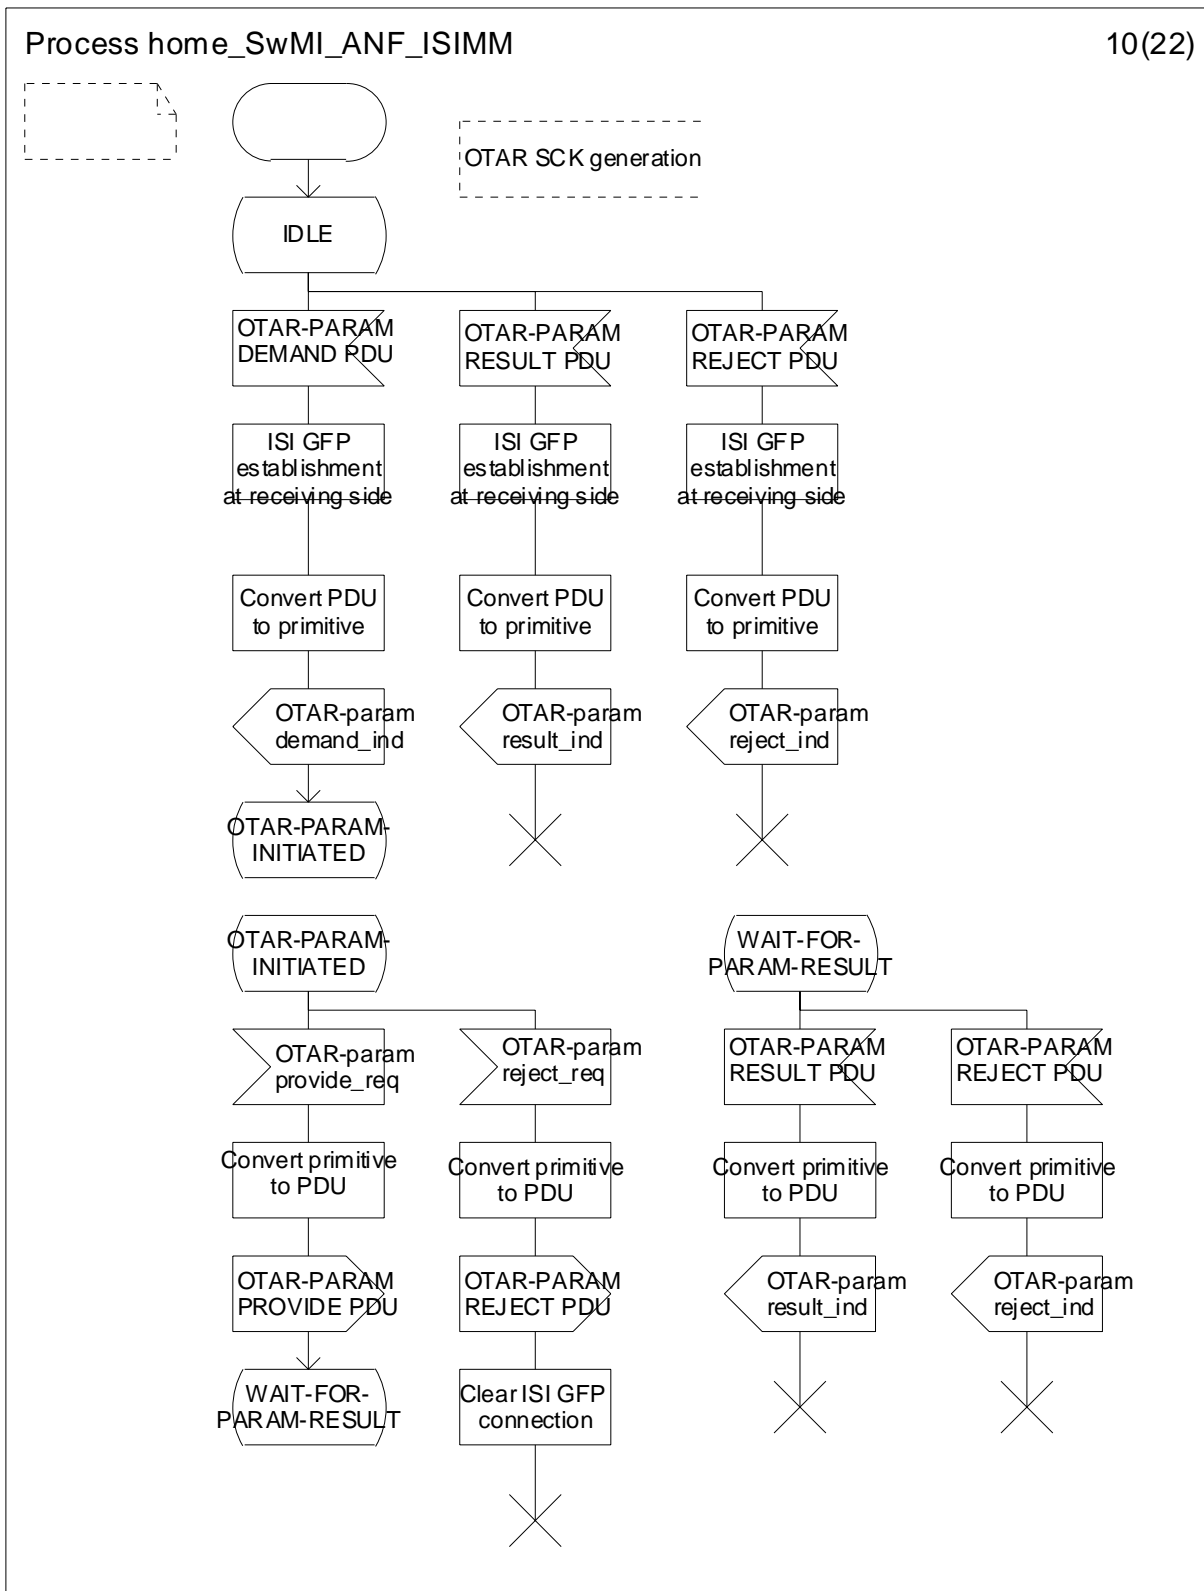 Process home_SwMI_ANF_ISIMM
10(22)
OTAR SCK generation
IDLE
OTAR-PARAM
DEMAND PDU
OTAR-PARAM
RESULT PDU
OTAR-PARAM
REJECT PDU
ISI GFP
establishment
at receiving side
ISI GFP
establishment
at receiving side
ISI GFP
establishment
at receiving side
Convert PDU
to primitive
Convert PDU
to primitive
Convert PDU
to primitive
OTAR-param
demand_ind
OTAR-param
result_ind
OTAR-param
reject_ind
OTAR-PARAM-
INITIATED
OTAR-PARAM-
INITIATED
WAIT-FOR-
PARAM-RESULT
OTAR-param
provide_req
OTAR-param
reject_req
OTAR-PARAM
RESULT PDU
OTAR-PARAM
REJECT PDU
Convert primitive
to PDU
Convert primitive
to PDU
Convert primitive
to PDU
Convert primitive
to PDU
OTAR-PARAM
PROVIDE PDU
OTAR-PARAM
REJECT PDU
OTAR-param
result_ind
OTAR-param
reject_ind
WAIT-FOR-
PARAM-RESULT
Clear ISI GFP
connection